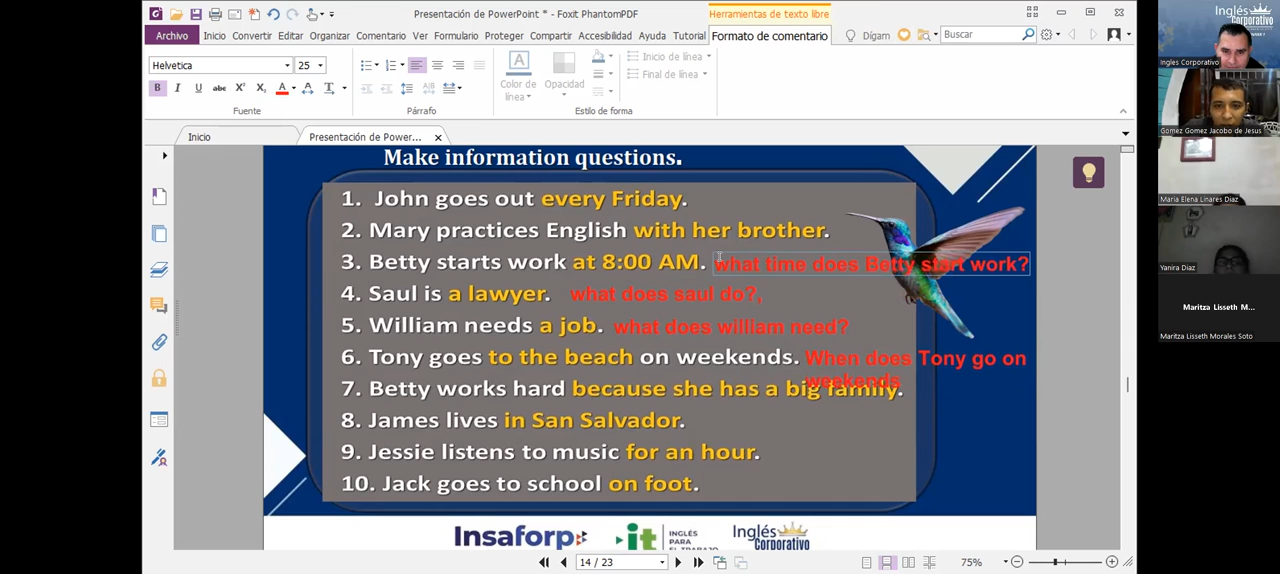 Presentación de PowerPoint * - Foxit PhantomPDF
Herramientas de texto libre
Archivo Inicio Convertir Editar Organizar Comentario Ver Formulario Proteger Compartir Accesibilidad Ayuda Tutorial Formato de comentario Dígam Buscar
Helvetica 25
Color de línea Opacidad
Inicio de línea
Final de línea
Fuente Párrafo Estilo de forma
Inicio Presentación de Power...
Make information questions.
1. John goes out every Friday.
2. Mary practices English with her brother.
3. Betty starts work at 8:00 AM. what time does Betty start work?
4. Saul is a lawyer. what does saul do?,
5. William needs a job. what does william need?
6. Tony goes to the beach on weekends. When does Tony go on
weekends
7. Betty works hard because she has a big family.
8. James lives in San Salvador.
9. Jessie listens to music for an hour.
10. Jack goes to school on foot.
Insaforp it INGLÉS PARA EL TRABAJO Inglés Corporativo
14 / 23 75%
Inglés Corporativo
Ingles Corporativo
Gomez Gomez Jacobo de Jesus
María Elena Linares Diaz
Yanira Diaz
Maritza Lisseth M...
Maritza Lisseth Morales Soto